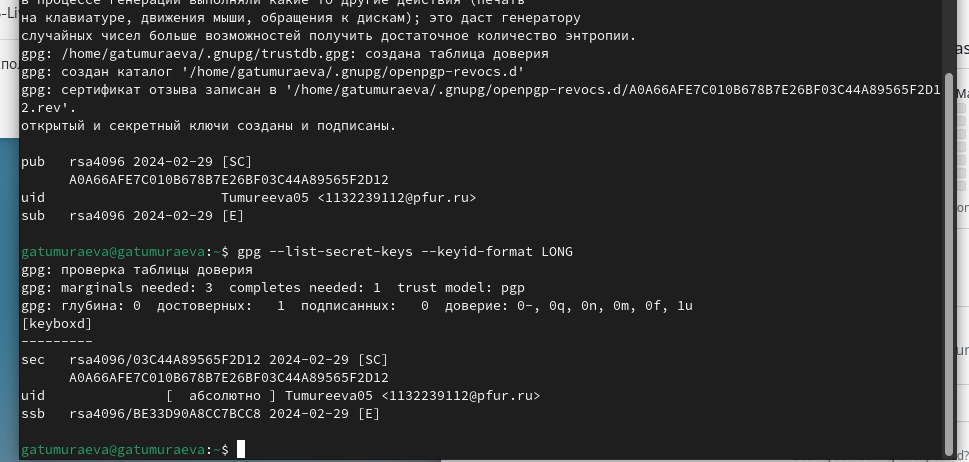 в процессе генерации выполняли какие-то другие действия (печать
на клавиатуре, движения мыши, обращения к дискам); это даст генератору
случайных чисел больше возможностей получить достаточное количество энтропии.
gpg: /home/gatumuraeva/.gnupg/trustdb.gpg: создана таблица доверия
gpg: создан каталог '/home/gatumuraeva/.gnupg/openpgp-revocs.d'
gpg: сертификат отзыва записан в '/home/gatumuraeva/.gnupg/openpgp-revocs.d/A0A66AFE7C010B678B7E26BF03C44A89565F2D1
2.rev'.
открытый и секретный ключи созданы и подписаны.
pub   rsa4096 2024-02-29 [SC]
      A0A66AFE7C010B678B7E26BF03C44A89565F2D12
uid                      Tumureeva05 <1132239112@pfur.ru>
sub   rsa4096 2024-02-29 [E]
gatumuraeva@gatumuraeva:~$ gpg --list-secret-keys --keyid-format LONG
gpg: проверка таблицы доверия
gpg: marginals needed: 3  completes needed: 1  trust model: pgp
gpg: глубина: 0  достоверных:   1  подписанных:   0  доверие: 0-, 0q, 0n, 0m, 0f, 1u
[keyboxd]
---------
sec   rsa4096/03C44A89565F2D12 2024-02-29 [SC]
      A0A66AFE7C010B678B7E26BF03C44A89565F2D12
uid               [  абсолютно ] Tumureeva05 <1132239112@pfur.ru>
ssb   rsa4096/BE33D90A8CC7BCC8 2024-02-29 [E]
gatumuraeva@gatumuraeva:~$